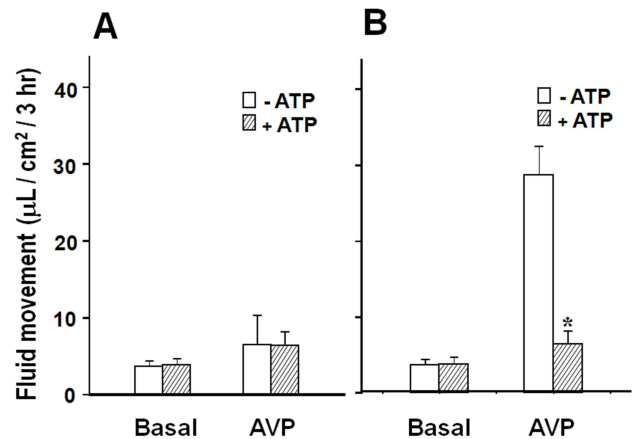 A
B
Fluid movement (μL / cm² / 3 hr)
40
30
20
10
0
- ATP
+ ATP
- ATP
+ ATP
*
Basal AVP
Basal AVP